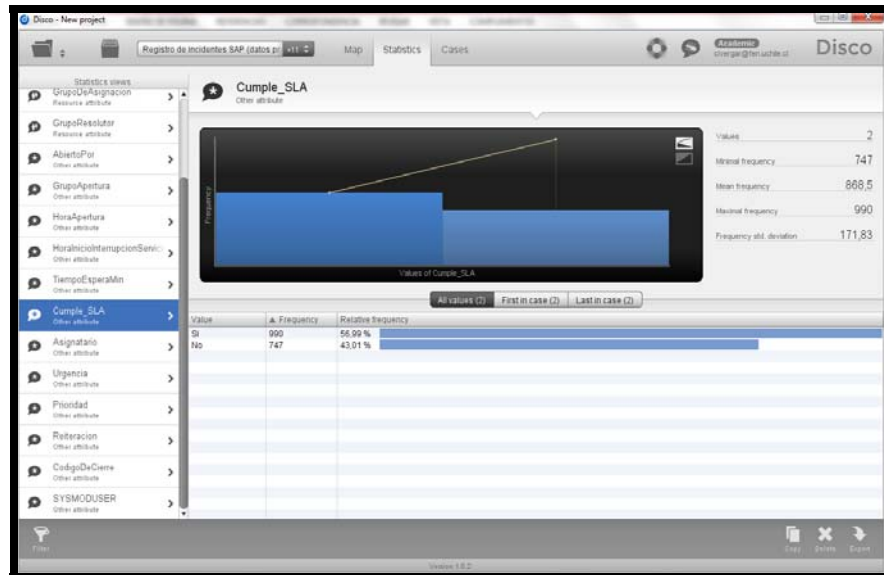 Disco - New project
Registro de incidentes SAP (datos pr
Map
Statistics
Cases
Academic
Disco
Statistics views
GrupoDeAsignacion
Resource attribute
GrupoResolutor
Resource attribute
AbiertoPor
Other attribute
GrupoApertura
Other attribute
HoraApertura
Other attribute
HoraInicioInterrupcionServic
Other attribute
TiempoEsperaMin
Other attribute
Cumple_SLA
Other attribute
Asignatario
Other attribute
Urgencia
Other attribute
Prioridad
Other attribute
Reiteracion
Other attribute
CodigoDeCierre
Other attribute
SYSMODUSER
Other attribute
Cumple_SLA
Other attribute
Frequency
Values of Cumple_SLA
Values 2
Minimal frequency 747
Mean frequency 868,5
Maximal frequency 990
Frequency std. deviation 171,83
All values (2) First in case (2) Last in case (2)
Value ▲ Frequency Relative frequency
Si 990 56,99 %
No 747 43,01 %
Filter
Copy Delete Export